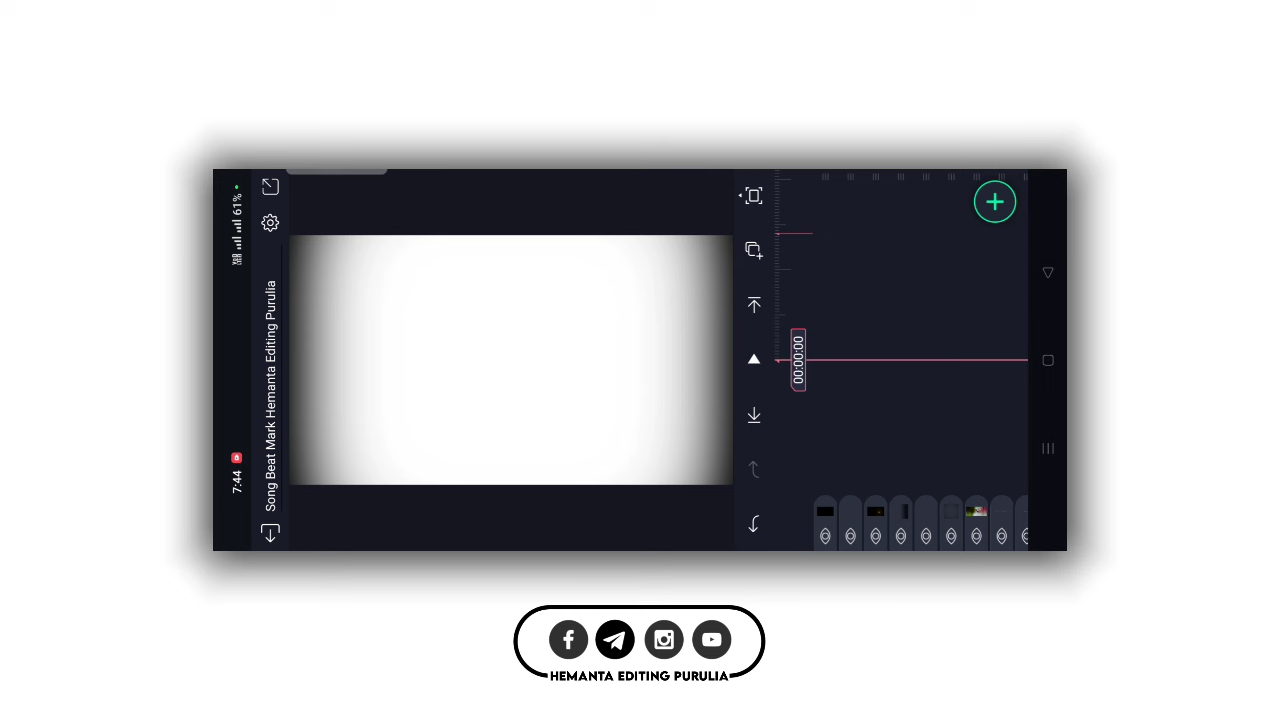 7:44
61%
Song Beat Mark Hemanta Editing Purulia
00:00:00
HEMANTA EDITING PURULIA